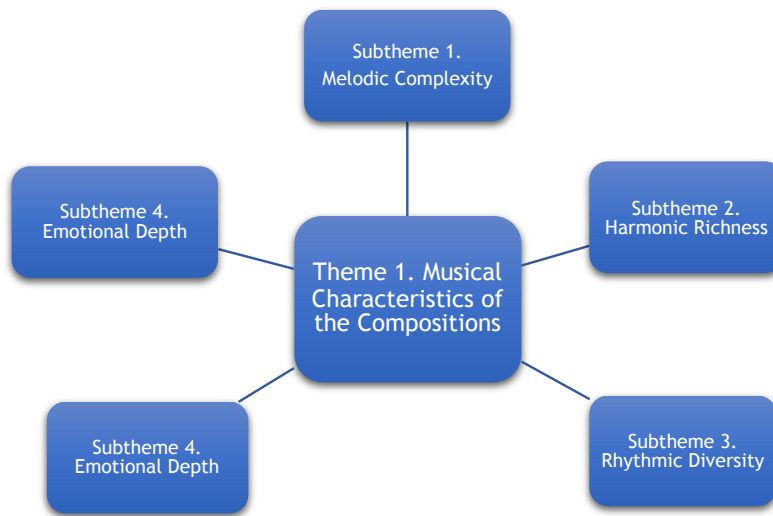 Subtheme 1.
Melodic Complexity
Subtheme 2.
Harmonic Richness
Subtheme 4.
Emotional Depth
Theme 1. Musical
Characteristics of
the Compositions
Subtheme 3.
Rhythmic Diversity
Subtheme 4.
Emotional Depth